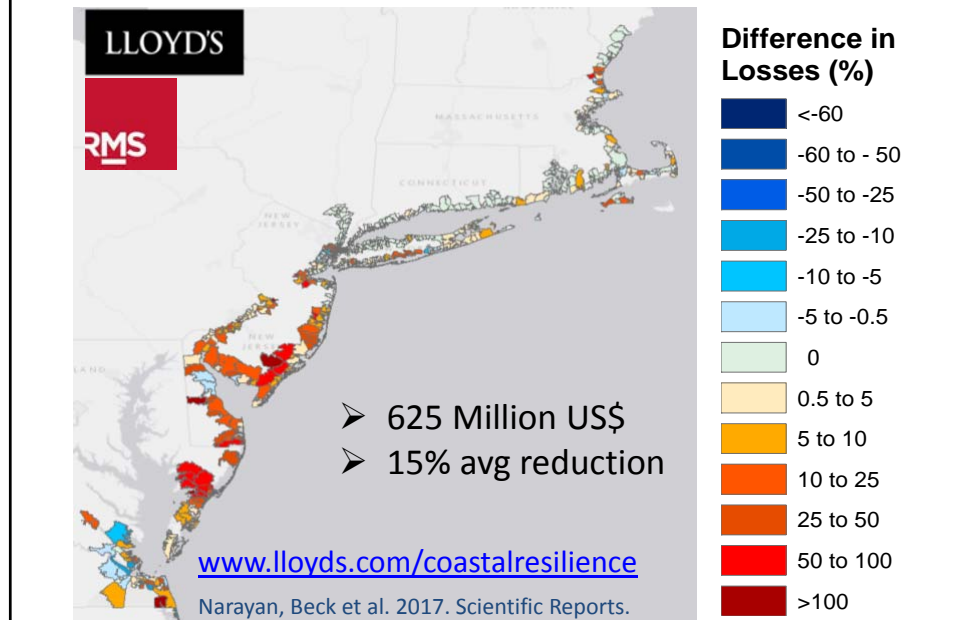 LLOYD'S
RMS
MASSACHUSETTS
CONNECTICUT
NEW
JERSEY
NEW
LAND
➢ 625 Million US$
➢ 15% avg reduction
www.lloyds.com/coastalresilience
Narayan, Beck et al. 2017. Scientific Reports.
Difference in
Losses (%)
<-60
-60 to - 50
-50 to -25
-25 to -10
-10 to -5
-5 to -0.5
0
0.5 to 5
5 to 10
10 to 25
25 to 50
50 to 100
>100